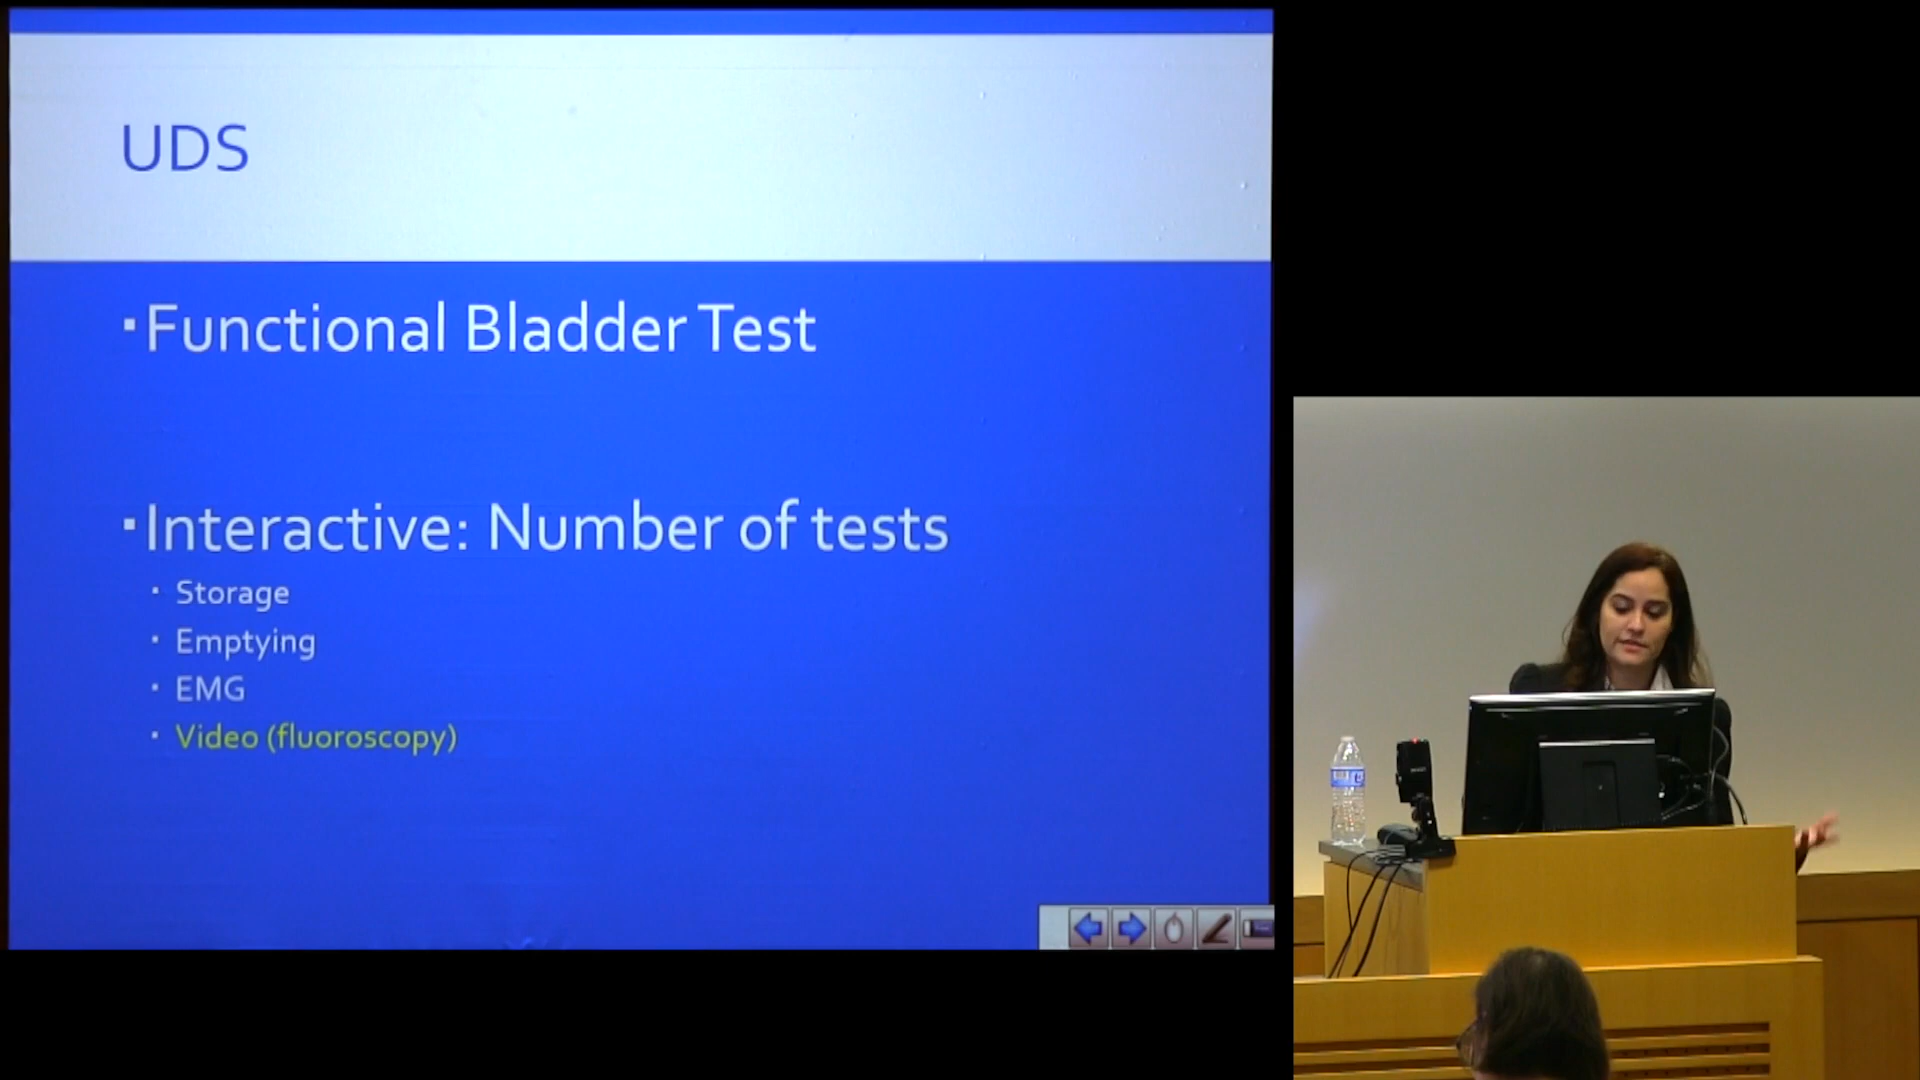 UDS
▪Functional Bladder Test
▪Interactive: Number of tests
▪ Storage
▪ Emptying
▪ EMG
▪ Video (fluoroscopy)